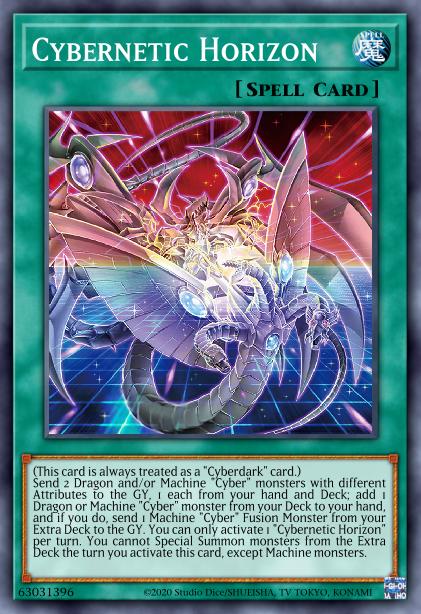 CYBERNETIC HORIZON
SPELL
魔
[SPELL CARD]
(This card is always treated as a "Cyberdark" card.)
Send 2 Dragon and/or Machine "Cyber" monsters with different
Attributes to the GY, 1 each from your hand and Deck; add 1
Dragon or Machine "Cyber" monster from your Deck to your hand,
and if you do, send 1 Machine "Cyber" Fusion Monster from your
Extra Deck to the GY. You can only activate "Cybernetic Horizon"
once per turn. You cannot Special Summon monsters from the Extra
Deck the turn you activate this card, except Machine monsters.
63031396
©2020 Studio Dice/SHUEISHA, TV TOKYO, KONAMI